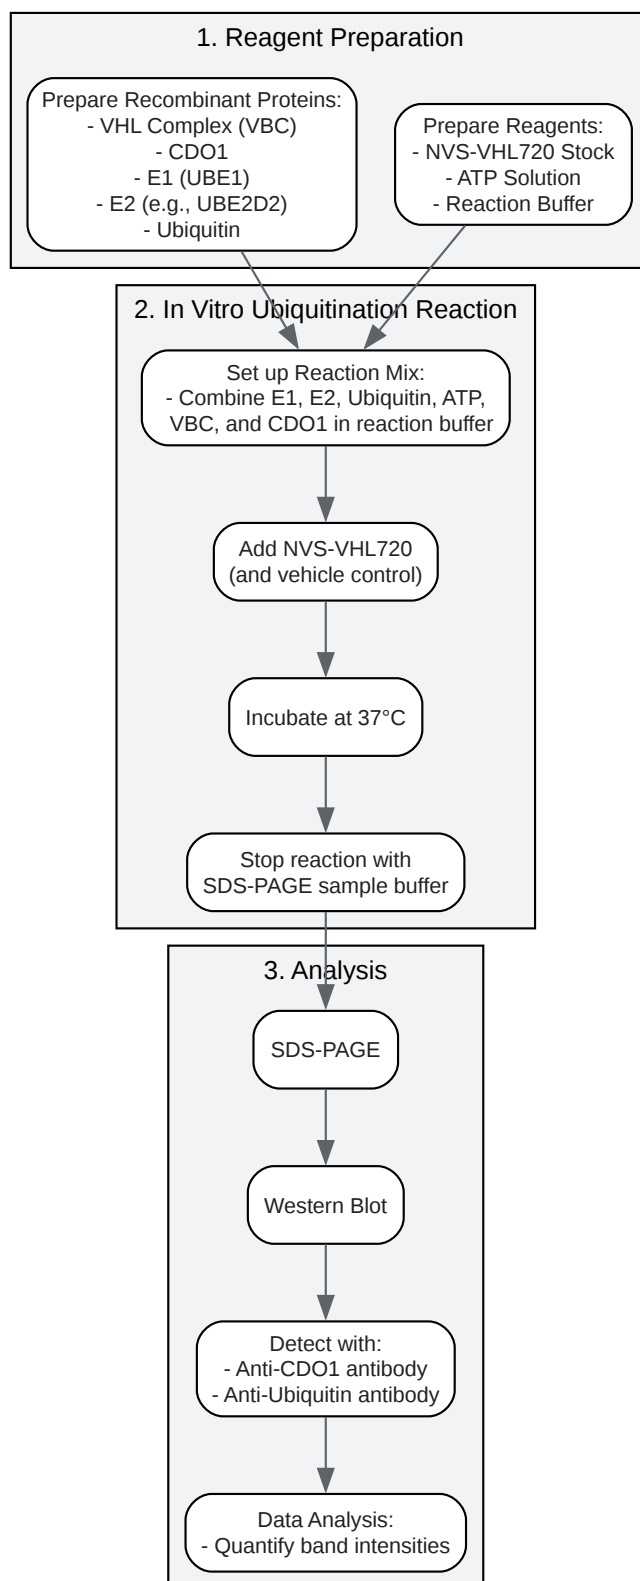 1. Reagent Preparation
Prepare Recombinant Proteins:
- VHL Complex (VBC)
- CDO1
- E1 (UBE1)
- E2 (e.g., UBE2D2)
- Ubiquitin
Prepare Reagents:
- NVS-VHL720 Stock
- ATP Solution
- Reaction Buffer
2. In Vitro Ubiquitination Reaction
Set up Reaction Mix:
- Combine E1, E2, Ubiquitin, ATP,
VBC, and CDO1 in reaction buffer
Add NVS-VHL720
(and vehicle control)
Incubate at 37°C
Stop reaction with
SDS-PAGE sample buffer
3. Analysis
SDS-PAGE
Western Blot
Detect with:
- Anti-CDO1 antibody
- Anti-Ubiquitin antibody
Data Analysis:
- Quantify band intensities